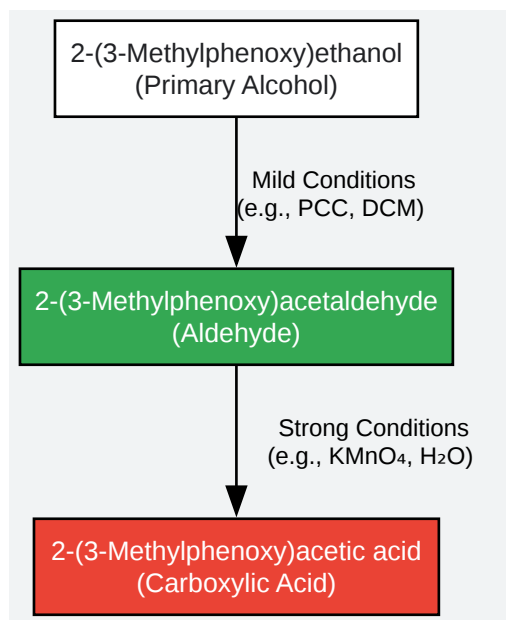 2-(3-Methylphenoxy)ethanol
(Primary Alcohol)
Mild Conditions
(e.g., PCC, DCM)
2-(3-Methylphenoxy)acetaldehyde
(Aldehyde)
Strong Conditions
(e.g., KMnO₄, H₂O)
2-(3-Methylphenoxy)acetic acid
(Carboxylic Acid)